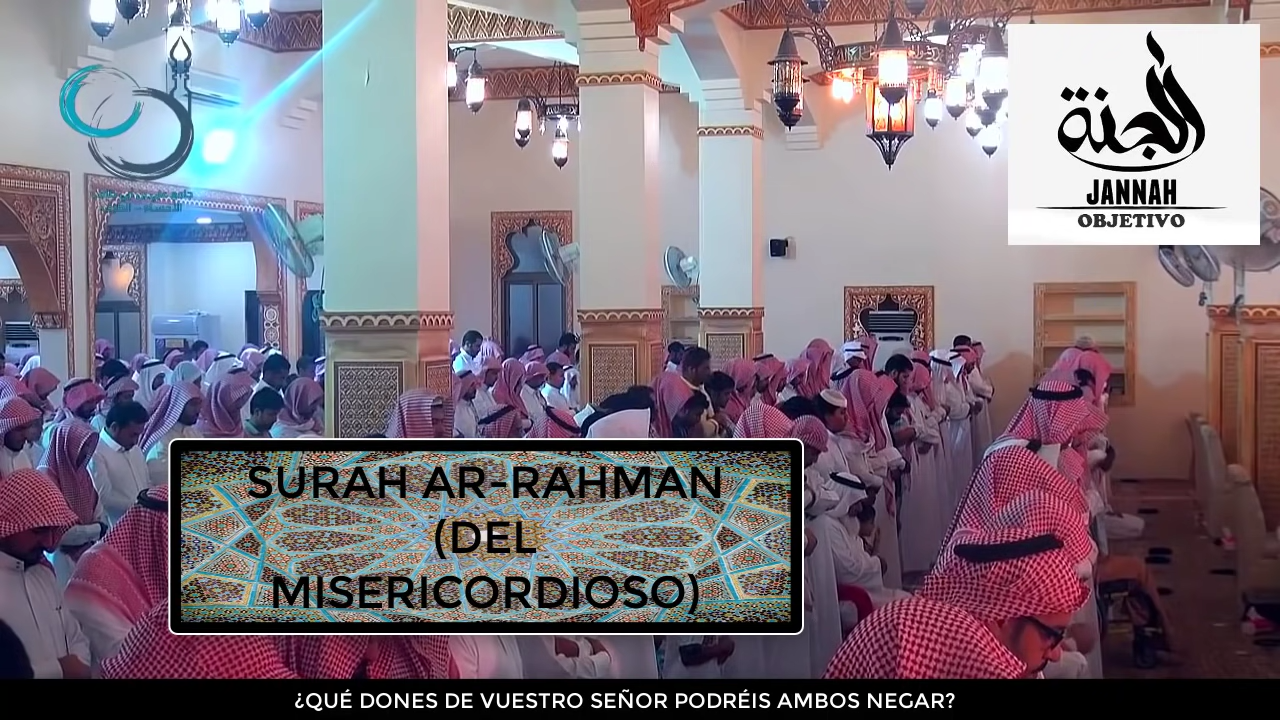 الجنة
JANNAH
OBJETIVO
SURAH AR-RAHMAN
(DEL
MISERICORDIOSO)
¿QUÉ DONES DE VUESTRO SEÑOR PODRÉIS AMBOS NEGAR?